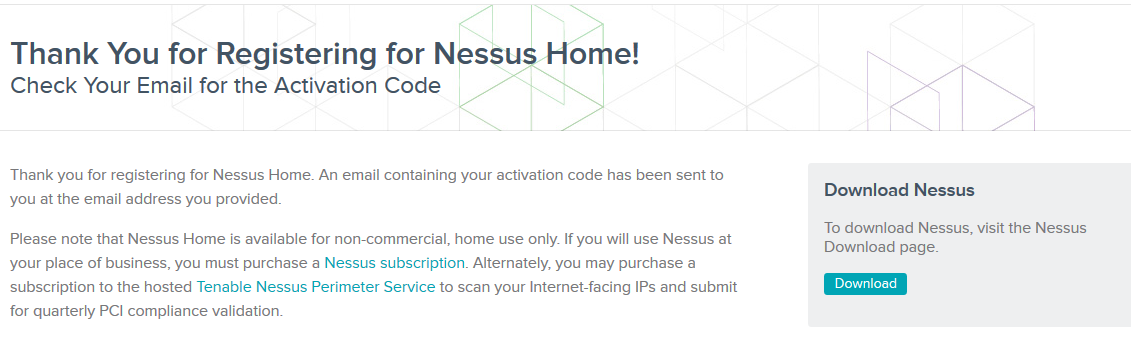 Thank You for Registering for Nessus Home!
Check Your Email for the Activation Code
Thank you for registering for Nessus Home. An email containing your activation code has been sent to
you at the email address you provided.
Please note that Nessus Home is available for non-commercial, home use only. If you will use Nessus at
your place of business, you must purchase a Nessus subscription. Alternately, you may purchase a
subscription to the hosted Tenable Nessus Perimeter Service to scan your Internet-facing IPs and submit
for quarterly PCI compliance validation.
Download Nessus
To download Nessus, visit the Nessus
Download page.
Download